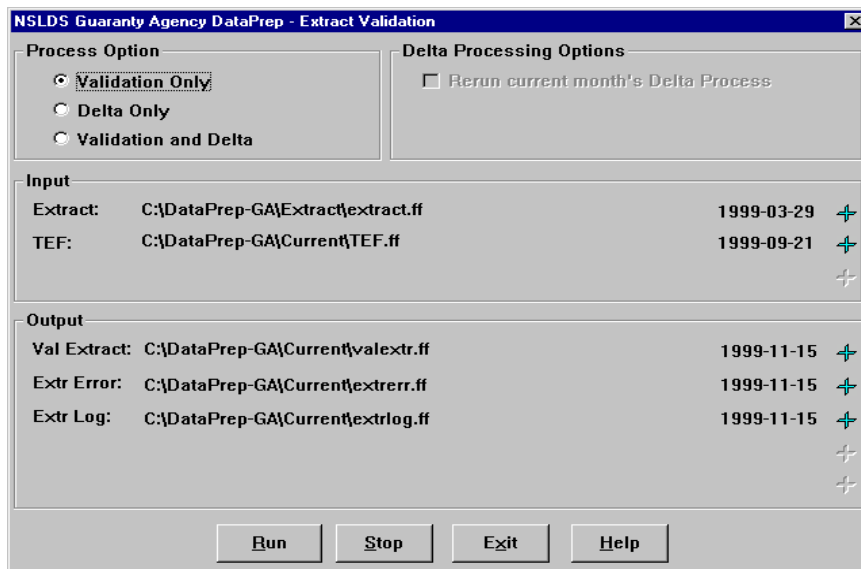 NSLDS Guaranty Agency DataPrep - Extract Validation
Process Option
Validation Only
Delta Only
Validation and Delta
Delta Processing Options
Rerun current month's Delta Process
Input
Extract: C:\DataPrep-GA\Extract\extract.ff 1999-03-29
TEF: C:\DataPrep-GA\Current\TEF.ff 1999-09-21
Output
Val Extract: C:\DataPrep-GA\Current\valextr.ff 1999-11-15
Extr Error: C:\DataPrep-GA\Current\extrerr.ff 1999-11-15
Extr Log: C:\DataPrep-GA\Current\extrlog.ff 1999-11-15
Run Stop Exit Help